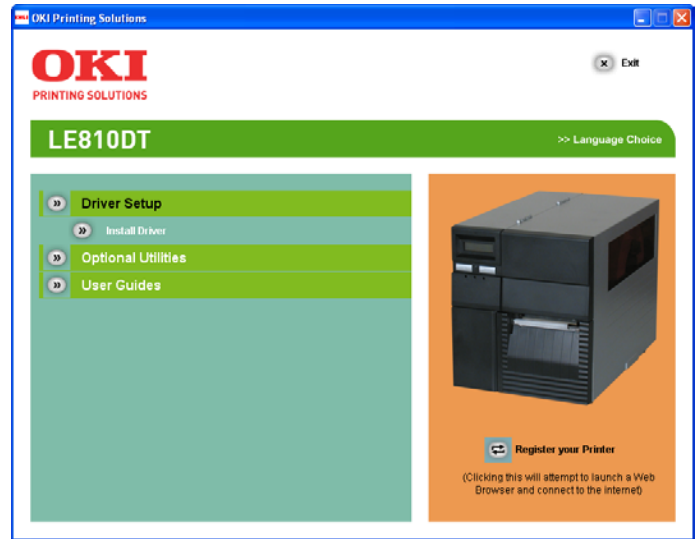 OKI Printing Solutions
OKI
PRINTING SOLUTIONS
Exit
LE810DT
>> Language Choice
Driver Setup
Install Driver
Optional Utilities
User Guides
Register your Printer
(Clicking this will attempt to launch a Web
Browser and connect to the internet)